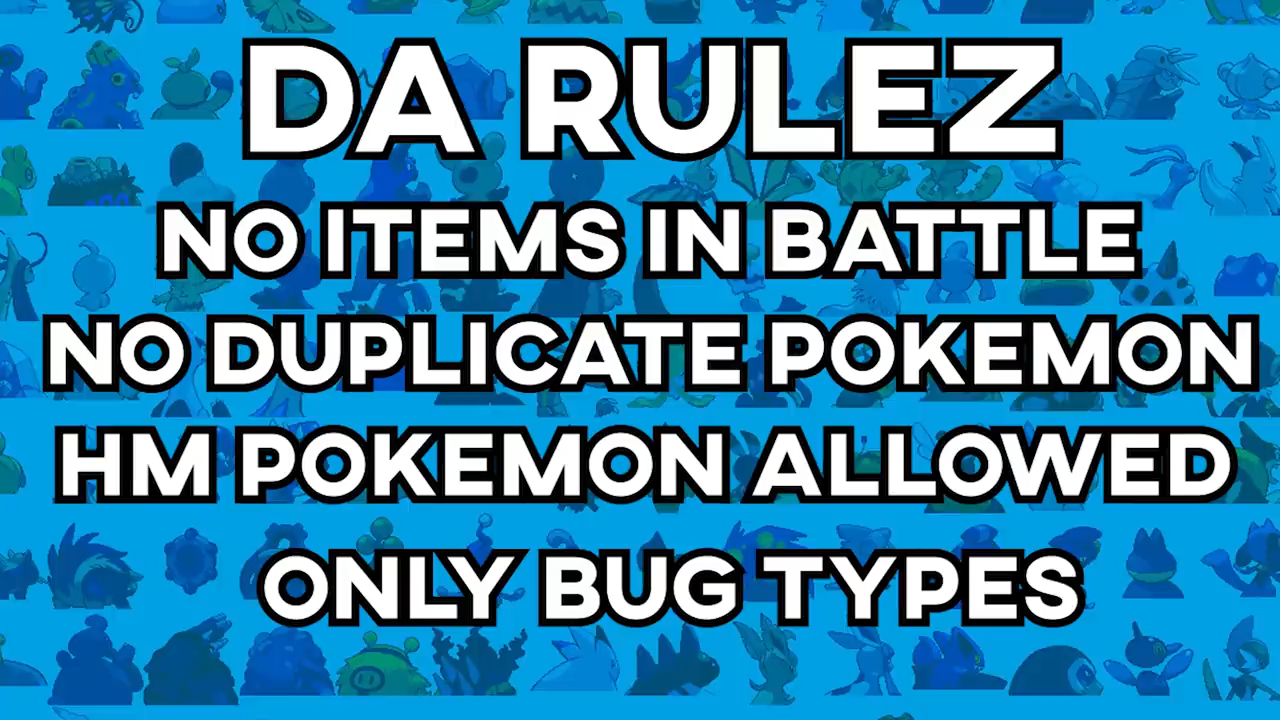 DA RULEZ
NO ITEMS IN BATTLE
NO DUPLICATE POKEMON
HM POKEMON ALLOWED
ONLY BUG TYPES